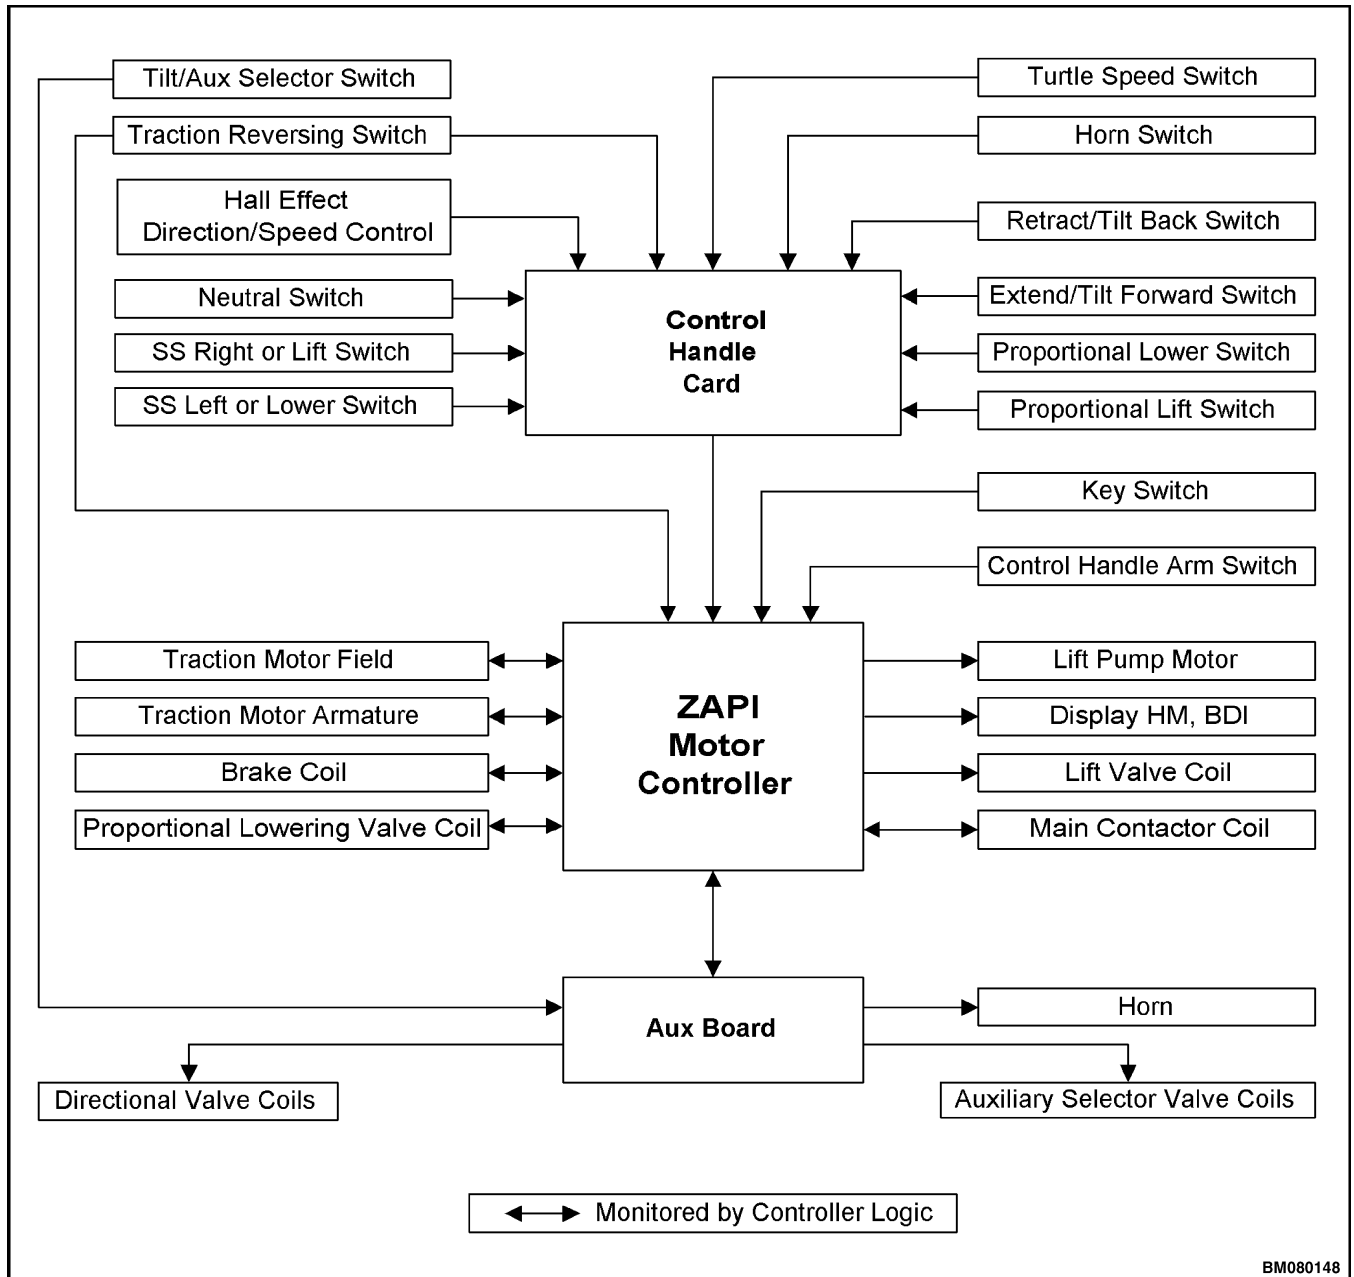 Tilt/Aux Selector Switch
Turtle Speed Switch
Traction Reversing Switch
Horn Switch
Hall Effect
Direction/Speed Control
Retract/Tilt Back Switch
Neutral Switch
Extend/Tilt Forward Switch
SS Right or Lift Switch
Proportional Lower Switch
SS Left or Lower Switch
Proportional Lift Switch
Control
Handle
Card
Key Switch
Control Handle Arm Switch
Traction Motor Field
Lift Pump Motor
Traction Motor Armature
Display HM, BDI
Brake Coil
Lift Valve Coil
Proportional Lowering Valve Coil
Main Contactor Coil
ZAPI
Motor
Controller
Aux Board
Horn
Directional Valve Coils
Auxiliary Selector Valve Coils
Monitored by Controller Logic
BM080148